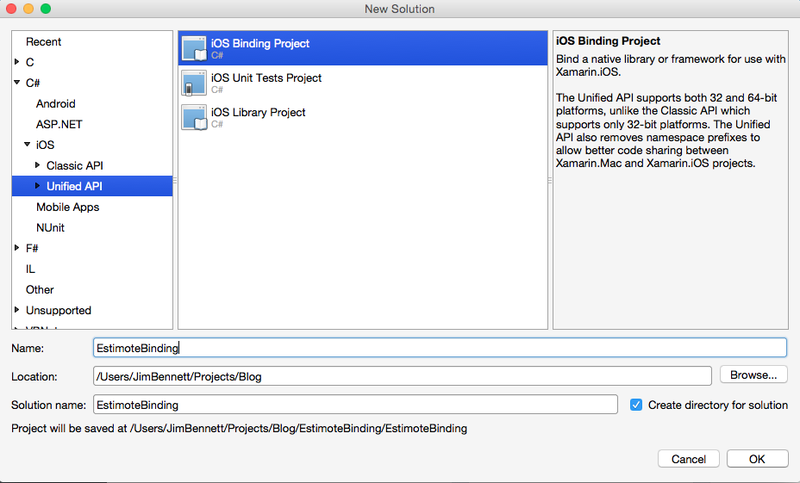 New Solution
Recent
C
C#
Android
ASP.NET
iOS
Classic API
Unified API
Mobile Apps
NUnit
F#
IL
Other
Unsupported
iOS Binding Project
C#
iOS Unit Tests Project
C#
iOS Library Project
C#
iOS Binding Project
Bind a native library or framework for use with
Xamarin.iOS.
The Unified API supports both 32 and 64-bit
platforms, unlike the Classic API which
supports only 32-bit platforms. The Unified
API also removes namespace prefixes to
allow better code sharing between
Xamarin.Mac and Xamarin.iOS projects.
Name:
EstimoteBinding
Location:
/Users/JimBennett/Projects/Blog
Browse...
Solution name:
EstimoteBinding
Create directory for solution
Project will be saved at /Users/JimBennett/Projects/Blog/EstimoteBinding/EstimoteBinding
Cancel
OK